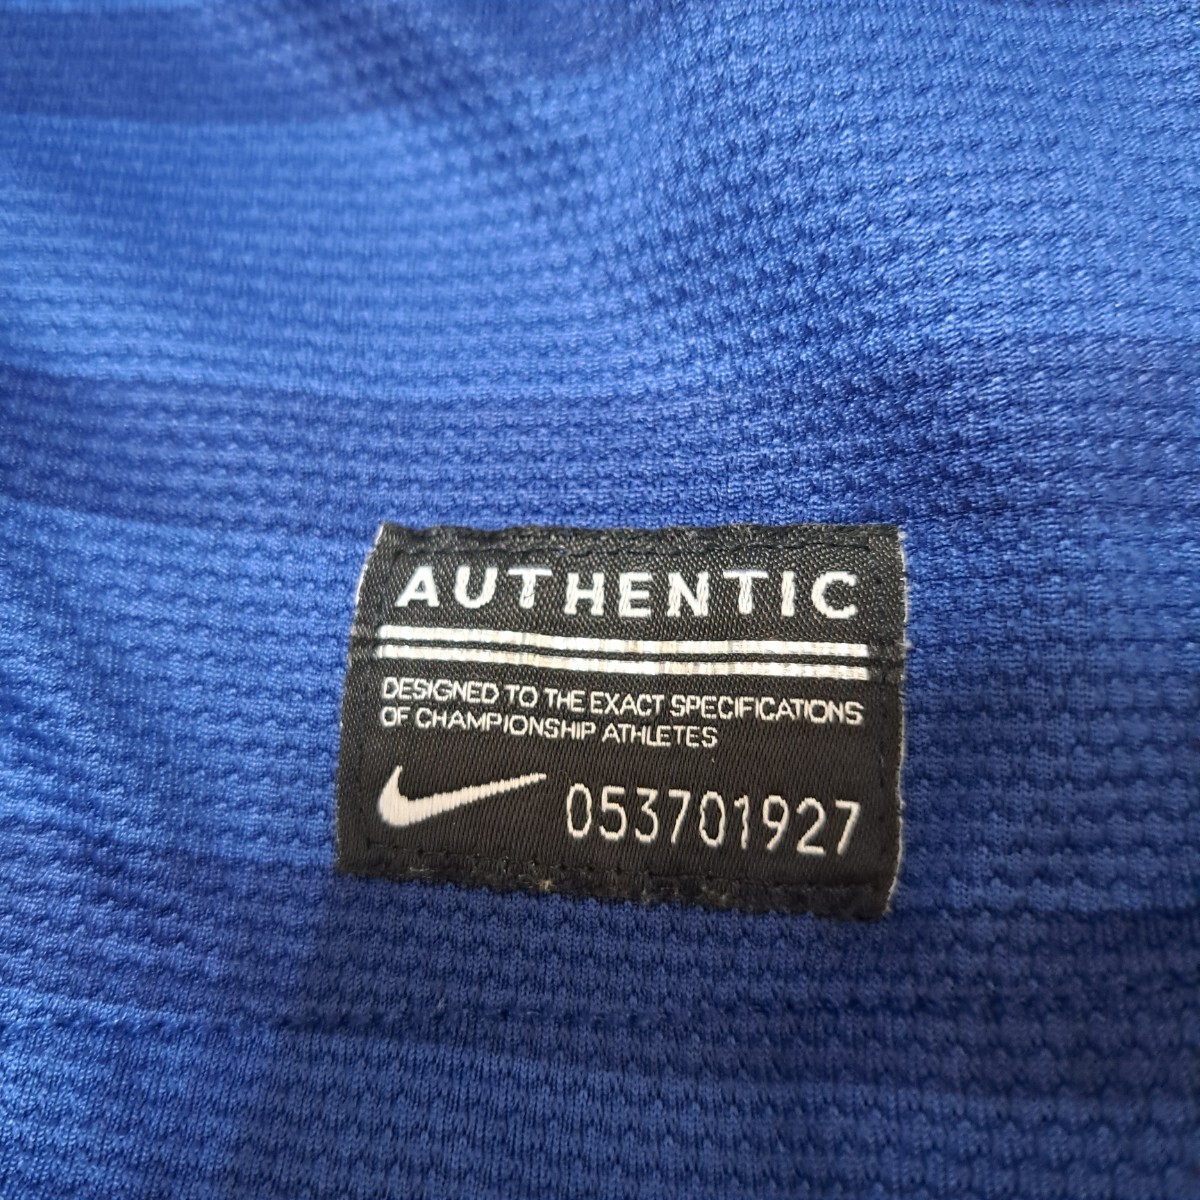 AUTHENTIC
DESIGNED TO THE EXACT SPECIFICATIONS
OF CHAMPIONSHIP ATHLETES
053701927